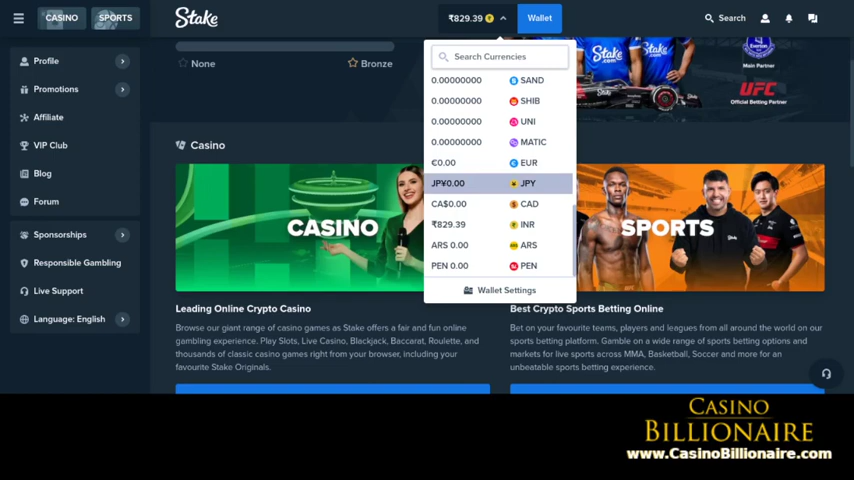 CASINO
SPORTS
Stake
₹829.39
Wallet
Search
Profile
Promotions
Affiliate
VIP Club
Blog
Forum
Sponsorships
Responsible Gambling
Live Support
Language: English
None
Bronze
Search Currencies
0.00000000 SAND
0.00000000 SHIB
0.00000000 UNI
0.00000000 MATIC
€0.00 EUR
JP¥0.00 JPY
CA$0.00 CAD
₹829.39 INR
ARS 0.00 ARS
PEN 0.00 PEN
Wallet Settings
Stake
.com
Stake
Everton
Main Partner
UFC
Official Betting Partner
Casino
CASINO
SPORTS
Leading Online Crypto Casino
Browse our giant range of casino games as Stake offers a fair and fun online
gambling experience. Play Slots, Live Casino, Blackjack, Baccarat, Roulette, and
thousands of classic casino games right from your browser, including your
favourite Stake Originals.
Best Crypto Sports Betting Online
Bet on your favourite teams, players and leagues from all around the world on our
sports betting platform. Gamble on a wide range of sports betting options and
markets for live sports across MMA, Basketball, Soccer and more for an
unbeatable sports betting experience.
CASINO
BILLIONAIRE
www.CasinoBillionaire.com